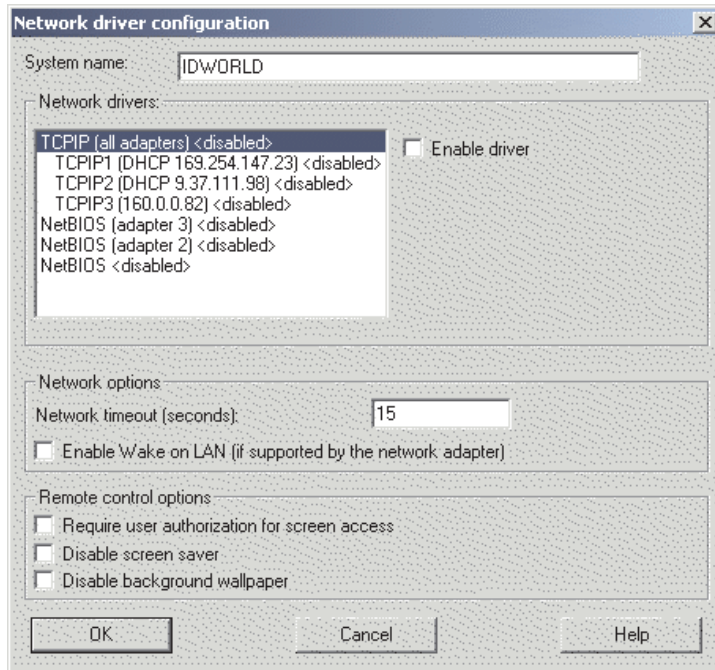 Network driver configuration
System name:
IDWORLD
Network drivers:
TCPIP (all adapters) <disabled>
TCPIP1 (DHCP 169.254.147.23) <disabled>
TCPIP2 (DHCP 9.37.111.98) <disabled>
TCPIP3 (160.0.0.82) <disabled>
NetBIOS (adapter 3) <disabled>
NetBIOS (adapter 2) <disabled>
NetBIOS <disabled>
Enable driver
Network options
Network timeout (seconds):
15
Enable Wake on LAN (if supported by the network adapter)
Remote control options
Require user authorization for screen access
Disable screen saver
Disable background wallpaper
OK
Cancel
Help